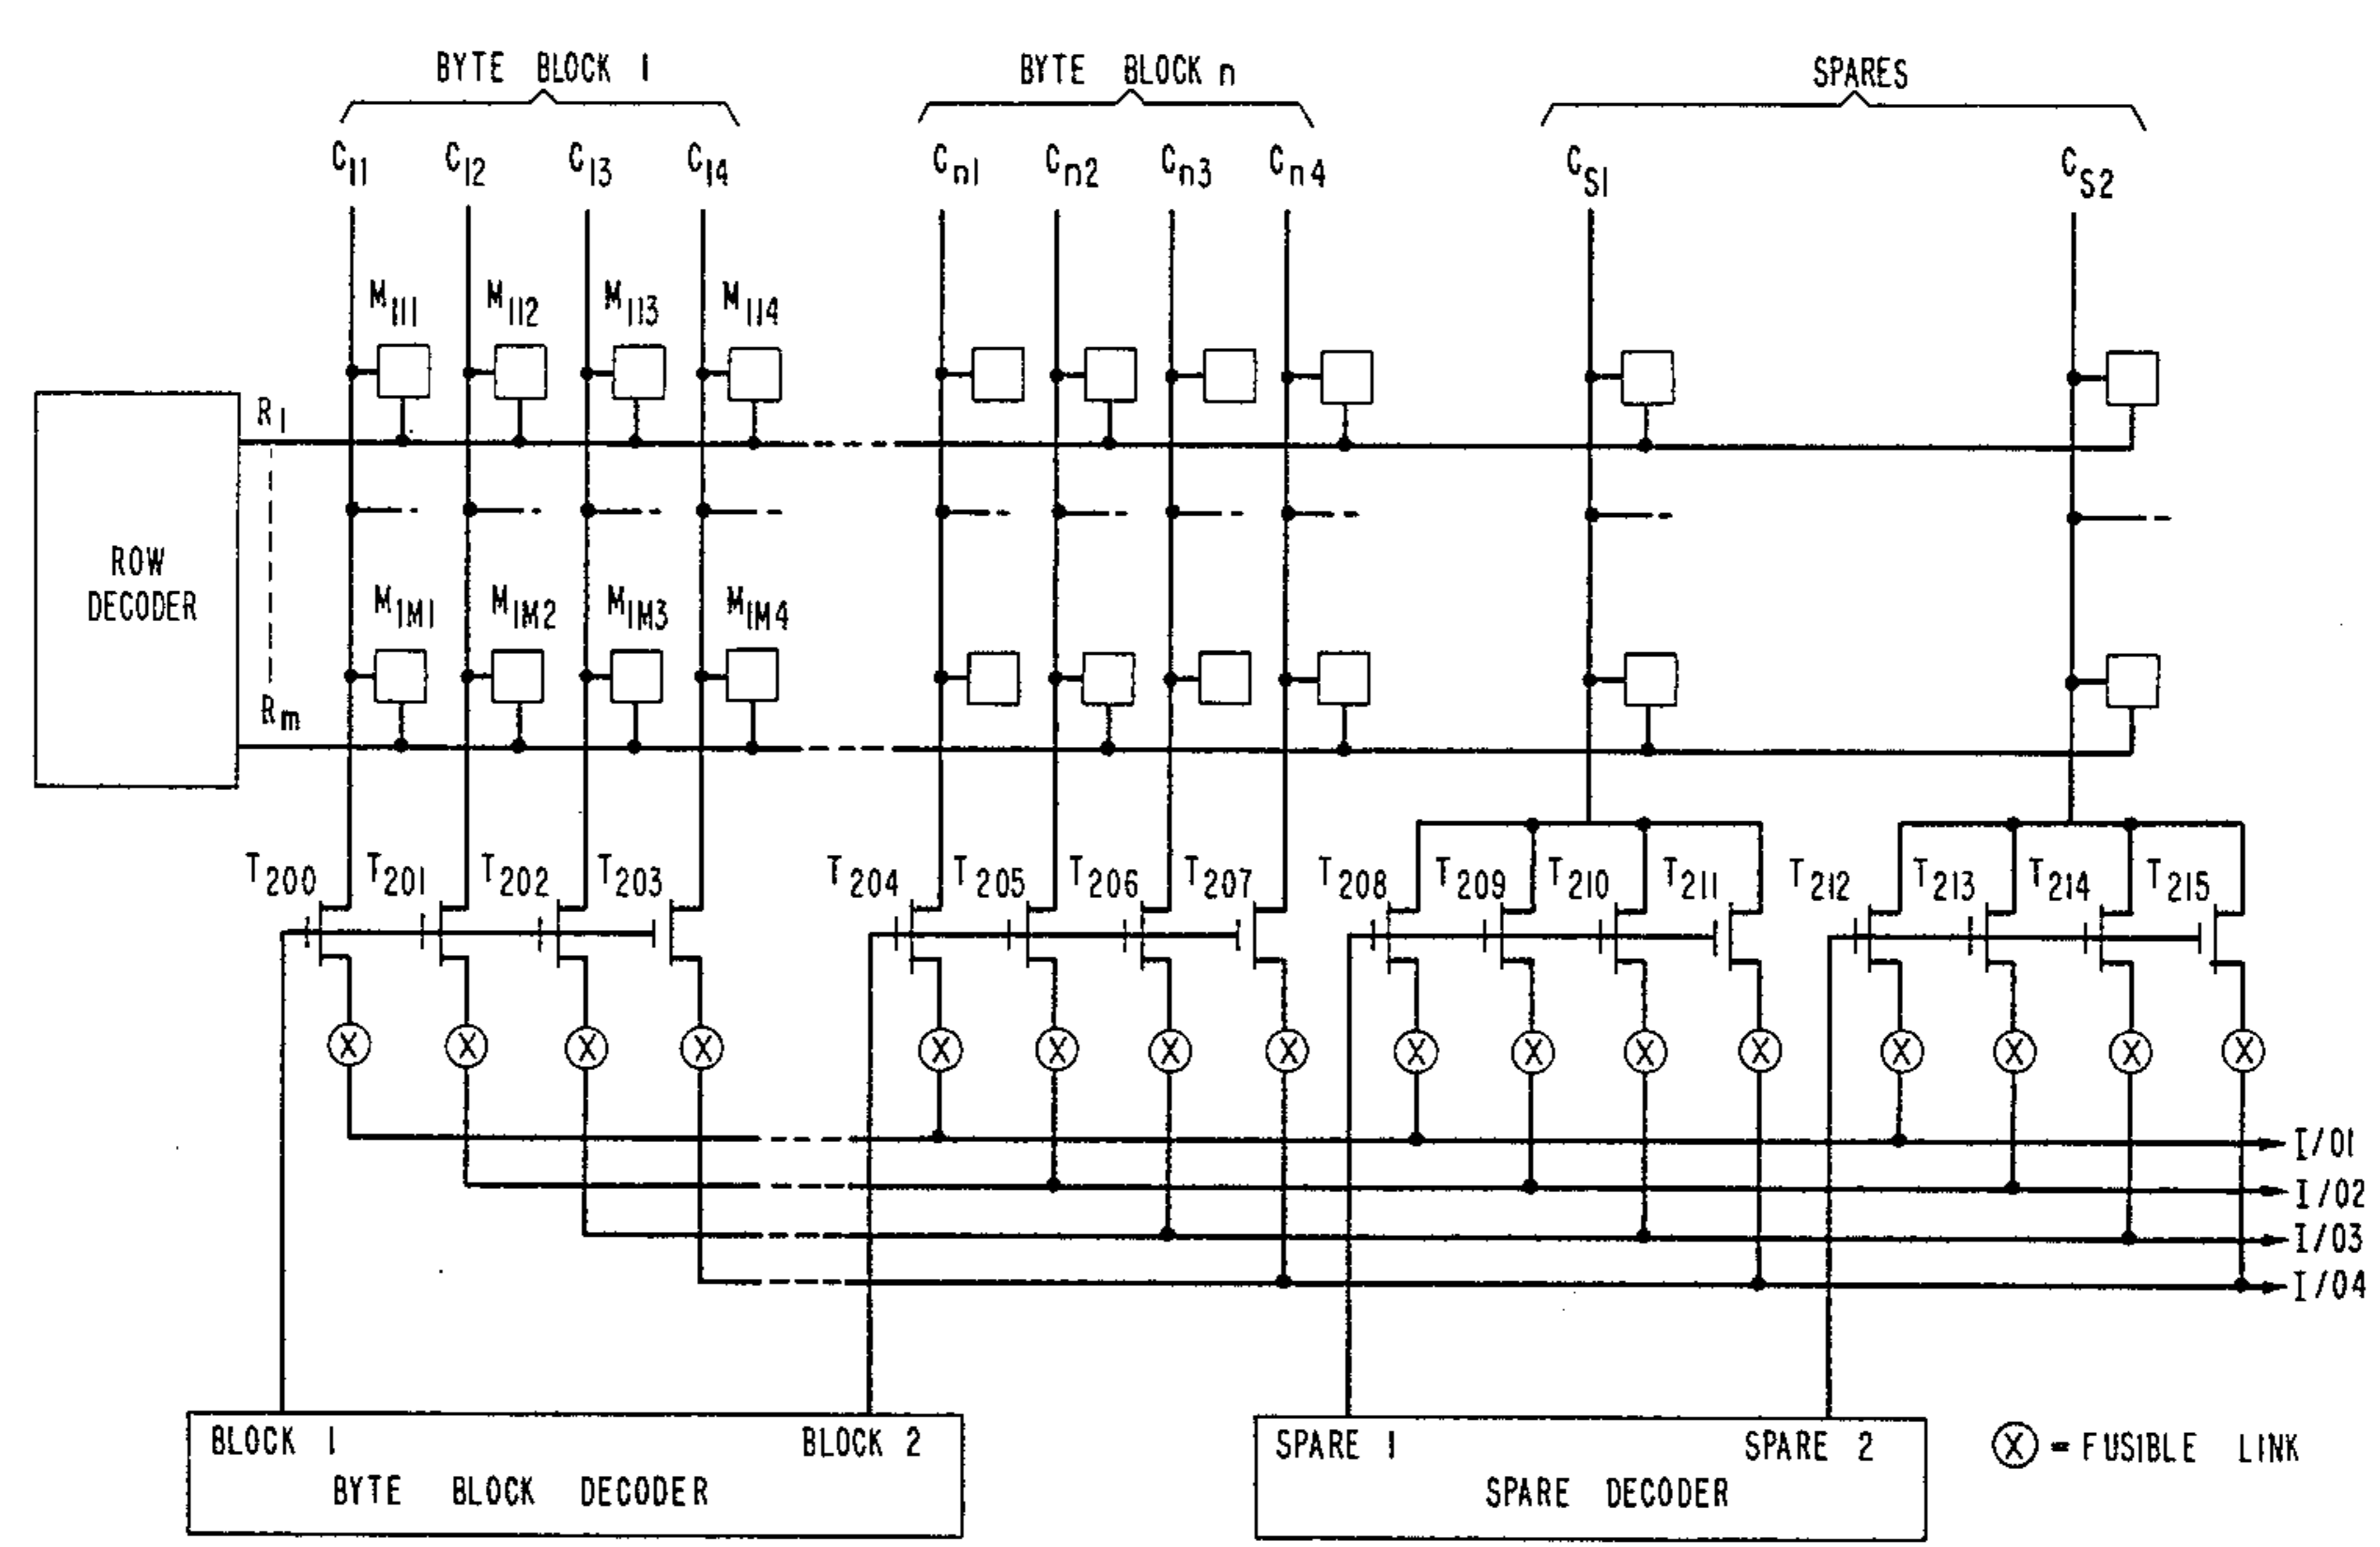 BYTE BLOCK 1
BYTE BLOCK n
SPARES
C11 C12 C13 C14 Cn1 Cn2 Cn3 Cn4 CS1 CS2
M111 M112 M113 M114
R1
ROW
DECODER
M1M1 M1M2 M1M3 M1M4
Rm
T200 T201 T202 T203 T204 T205 T206 T207 T208 T209 T210 T211 T212 T213 T214 T215
X X X X X X X X X X X X X X X X
I/01
I/02
I/03
I/04
BLOCK 1 BLOCK 2
BYTE BLOCK DECODER
SPARE 1 SPARE 2
SPARE DECODER
X = FUSIBLE LINK